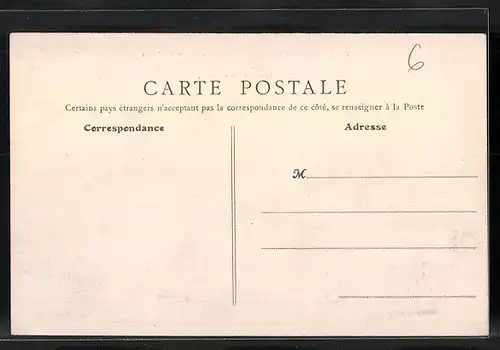 6
CARTE POSTALE
Certains pays étrangers n'acceptant pas la correspondance de ce côté, se renseigner à la Poste
Correspondance
Adresse
M